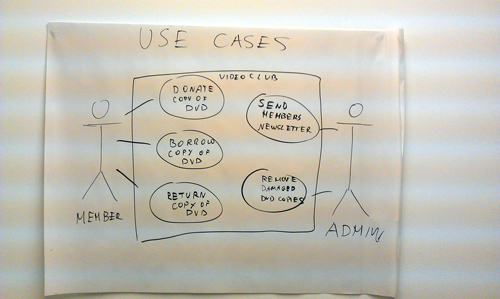 USE CASES
VIDEOCLUB
DONATE
COPY OF
DVD
SEND
MEMBERS
NEWSLETTER
BORROW
COPY OF
DVD
RETURN
COPY OF
DVD
REMOVE
DAMAGED
DVD COPIES
MEMBER
ADMIN